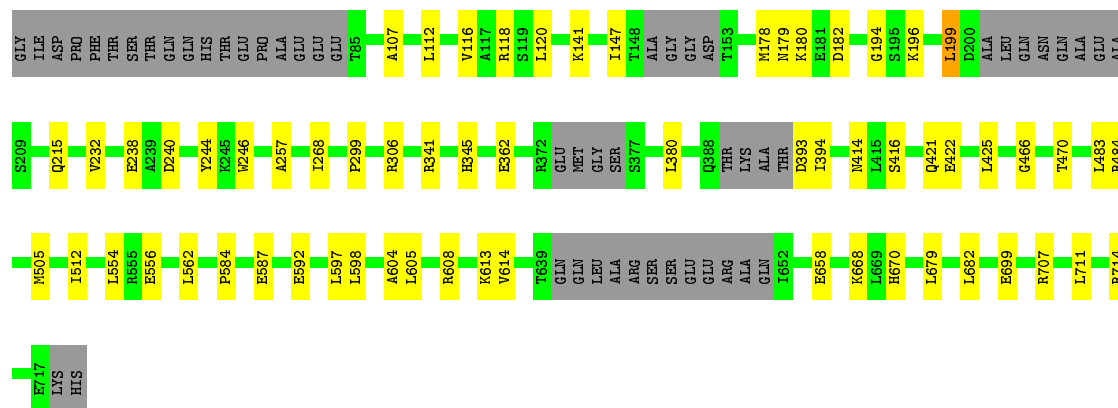 GLY ILE ASP PRO PHE THR SER THR GLN GLN HIS THR GLU PRO ALA GLU GLU GLU T85 A107 L112 V116 A117 R118 S119 L120 K141 I147 T148 ALA GLY GLY ASP T153 M178 N179 K180 E181 D182 G194 S195 K196 L199 D200 ALA LEU GLN ASN GLN ALA GLU ALA
S209 Q215 V232 E238 A239 D240 Y244 K245 W246 A257 I268 P299 R306 R341 H345 E362 R372 GLU MET GLY SER S377 L380 Q388 THR LYS ALA THR D393 I394 N414 L415 S416 Q421 E422 L425 G466 T470 L483
M505 I512 L554 R555 E556 L562 P584 E587 E592 L597 L598 A604 L605 R608 K613 V614 T639 GLN GLN LEU ALA ARG SER SER GLU GLU ARG ALA GLN I652 E658 K668 L669 H670 L679 L682 E699 R707 L711
E717 LYS HIS